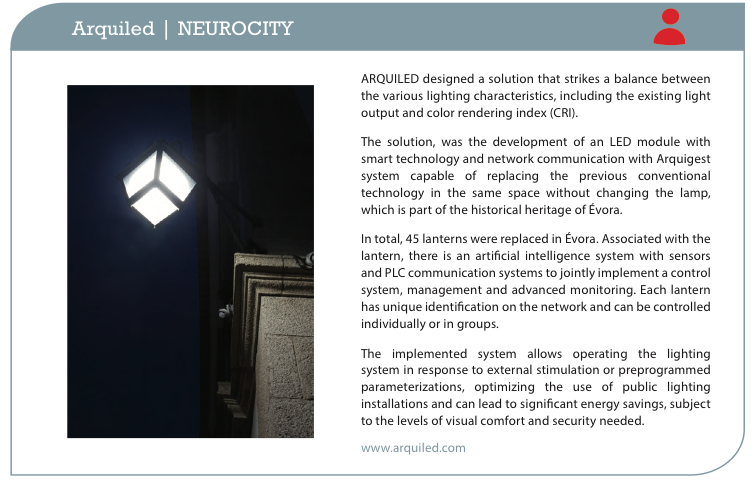 Arquiled | NEUROCITY
ARQUILED designed a solution that strikes a balance between
the various lighting characteristics, including the existing light
output and color rendering index (CRI).
The solution, was the development of an LED module with
smart technology and network communication with Arquigest
system capable of replacing the previous conventional
technology in the same space without changing the lamp,
which is part of the historical heritage of Évora.
In total, 45 lanterns were replaced in Évora. Associated with the
lantern, there is an artificial intelligence system with sensors
and PLC communication systems to jointly implement a control
system, management and advanced monitoring. Each lantern
has unique identification on the network and can be controlled
individually or in groups.
The implemented system allows operating the lighting
system in response to external stimulation or preprogrammed
parameterizations, optimizing the use of public lighting
installations and can lead to significant energy savings, subject
to the levels of visual comfort and security needed.
www.arquiled.com